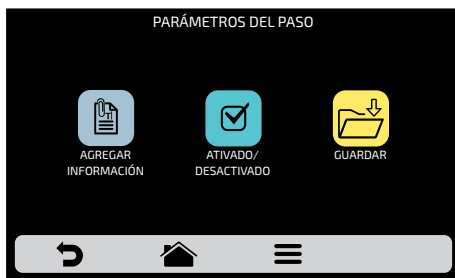 PARÁMETROS DEL PASO
AGREGAR
INFORMACIÓN
ATIVADO/
DESACTIVADO
GUARDAR